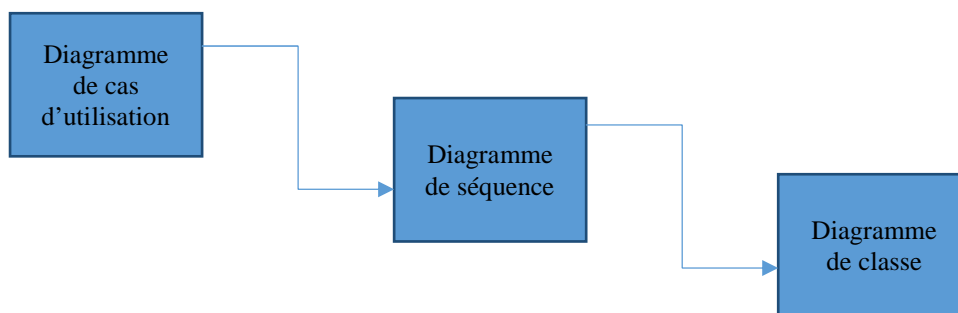 Diagramme
de cas
d’utilisation
Diagramme
de séquence
Diagramme
de classe